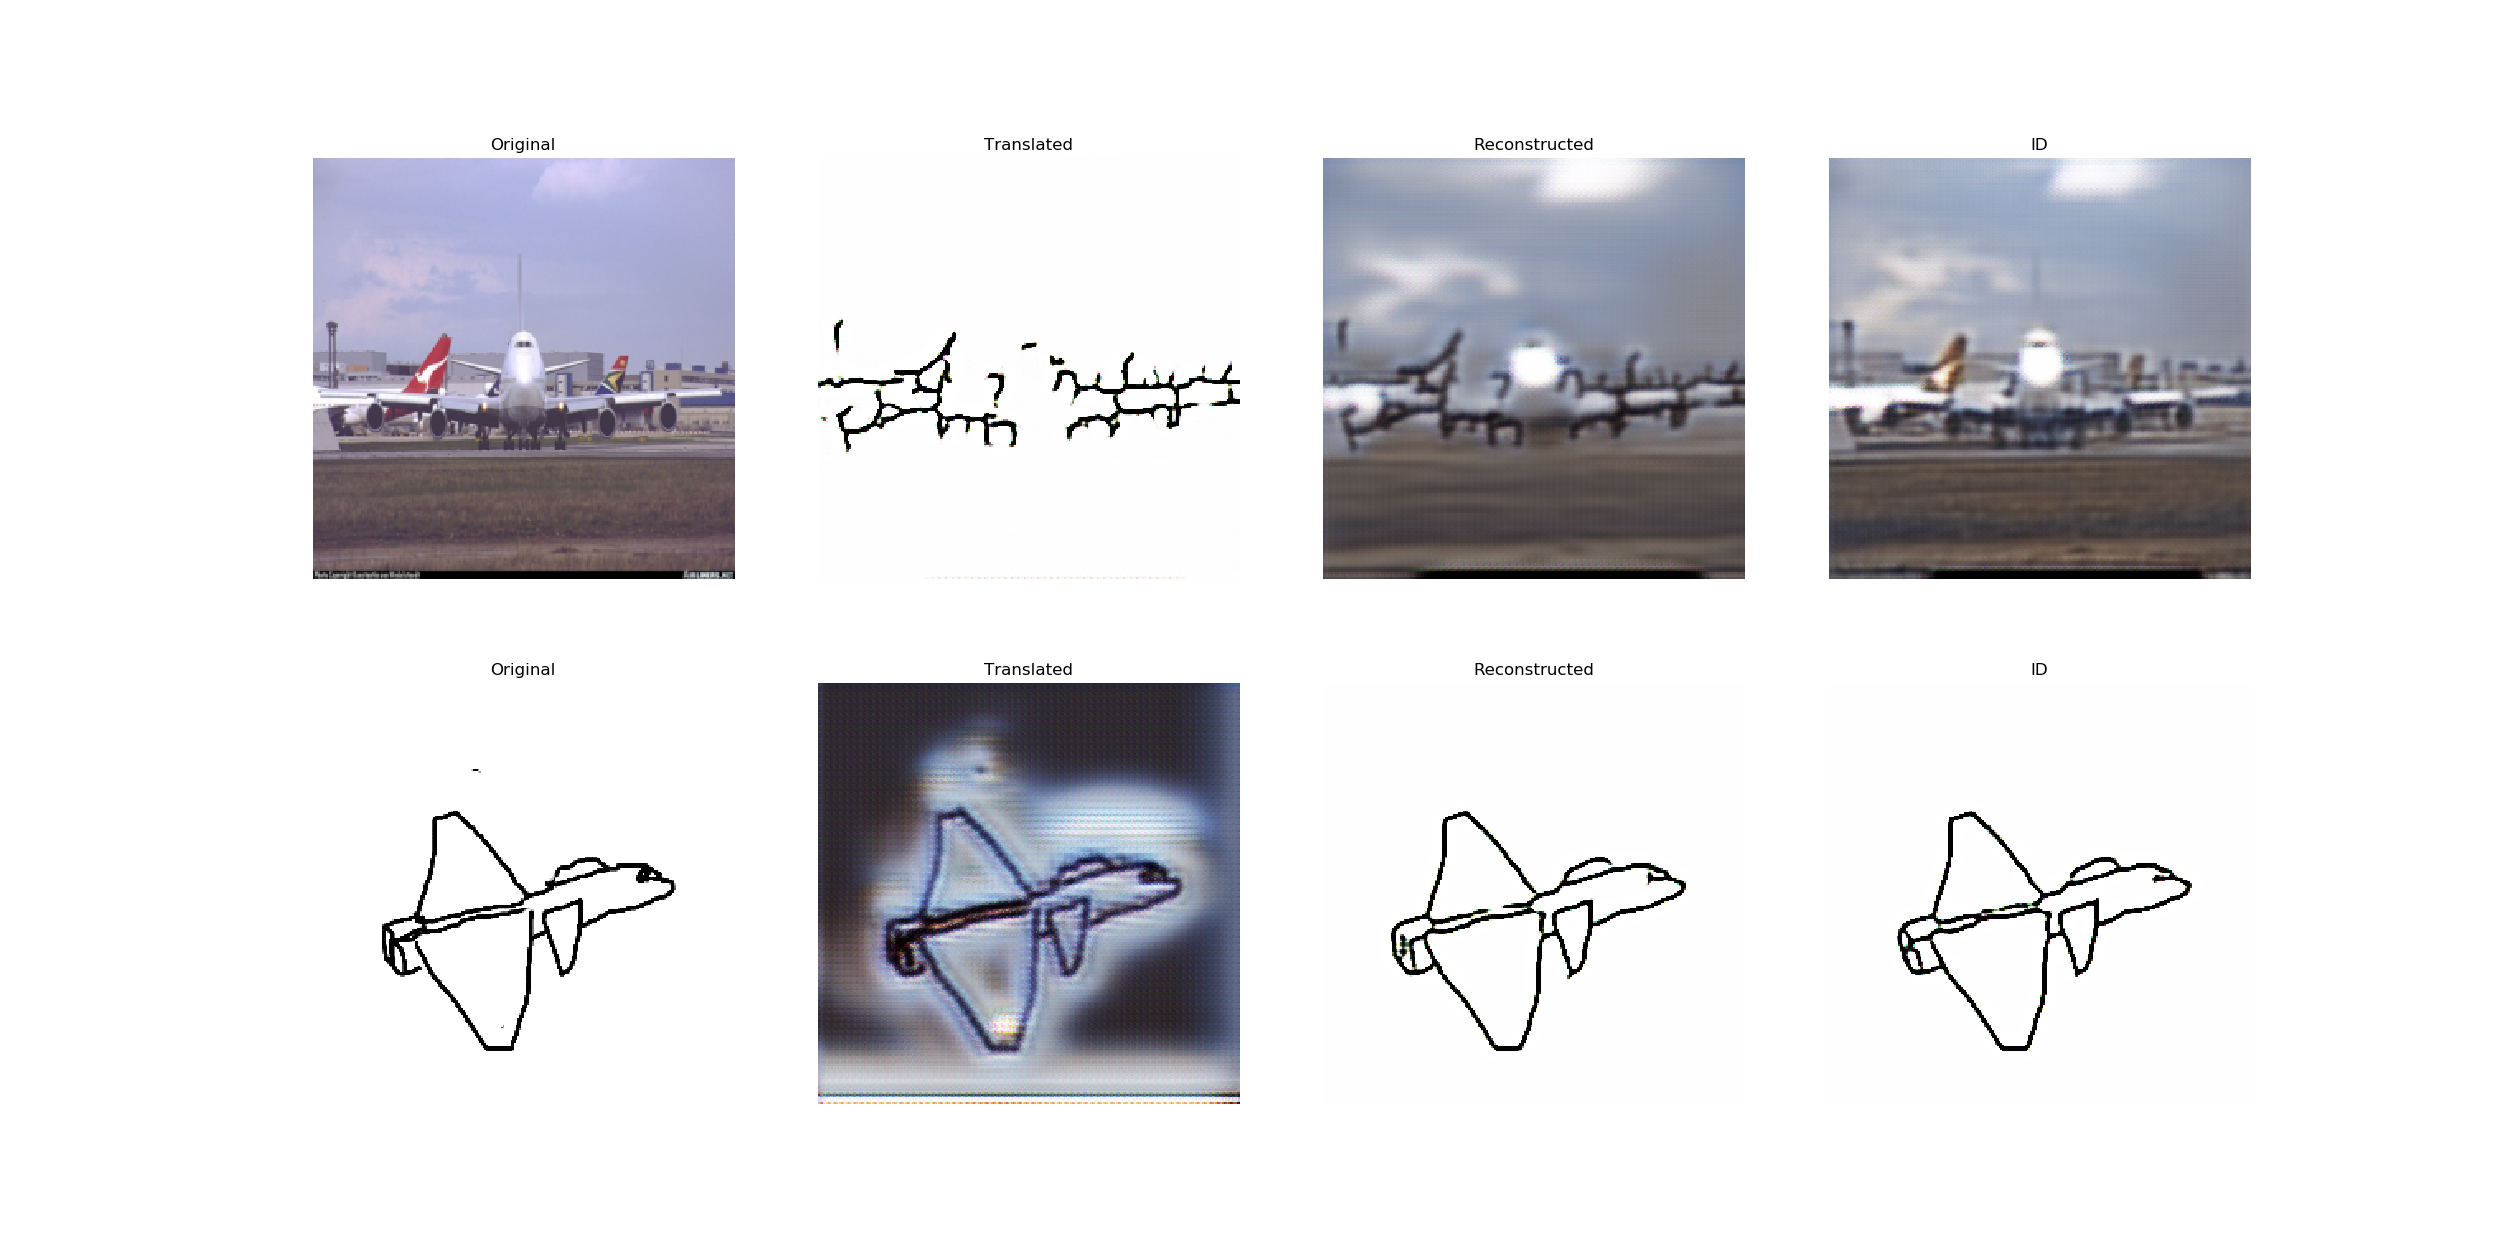 Original
Translated
Reconstructed
ID
Original
Translated
Reconstructed
ID